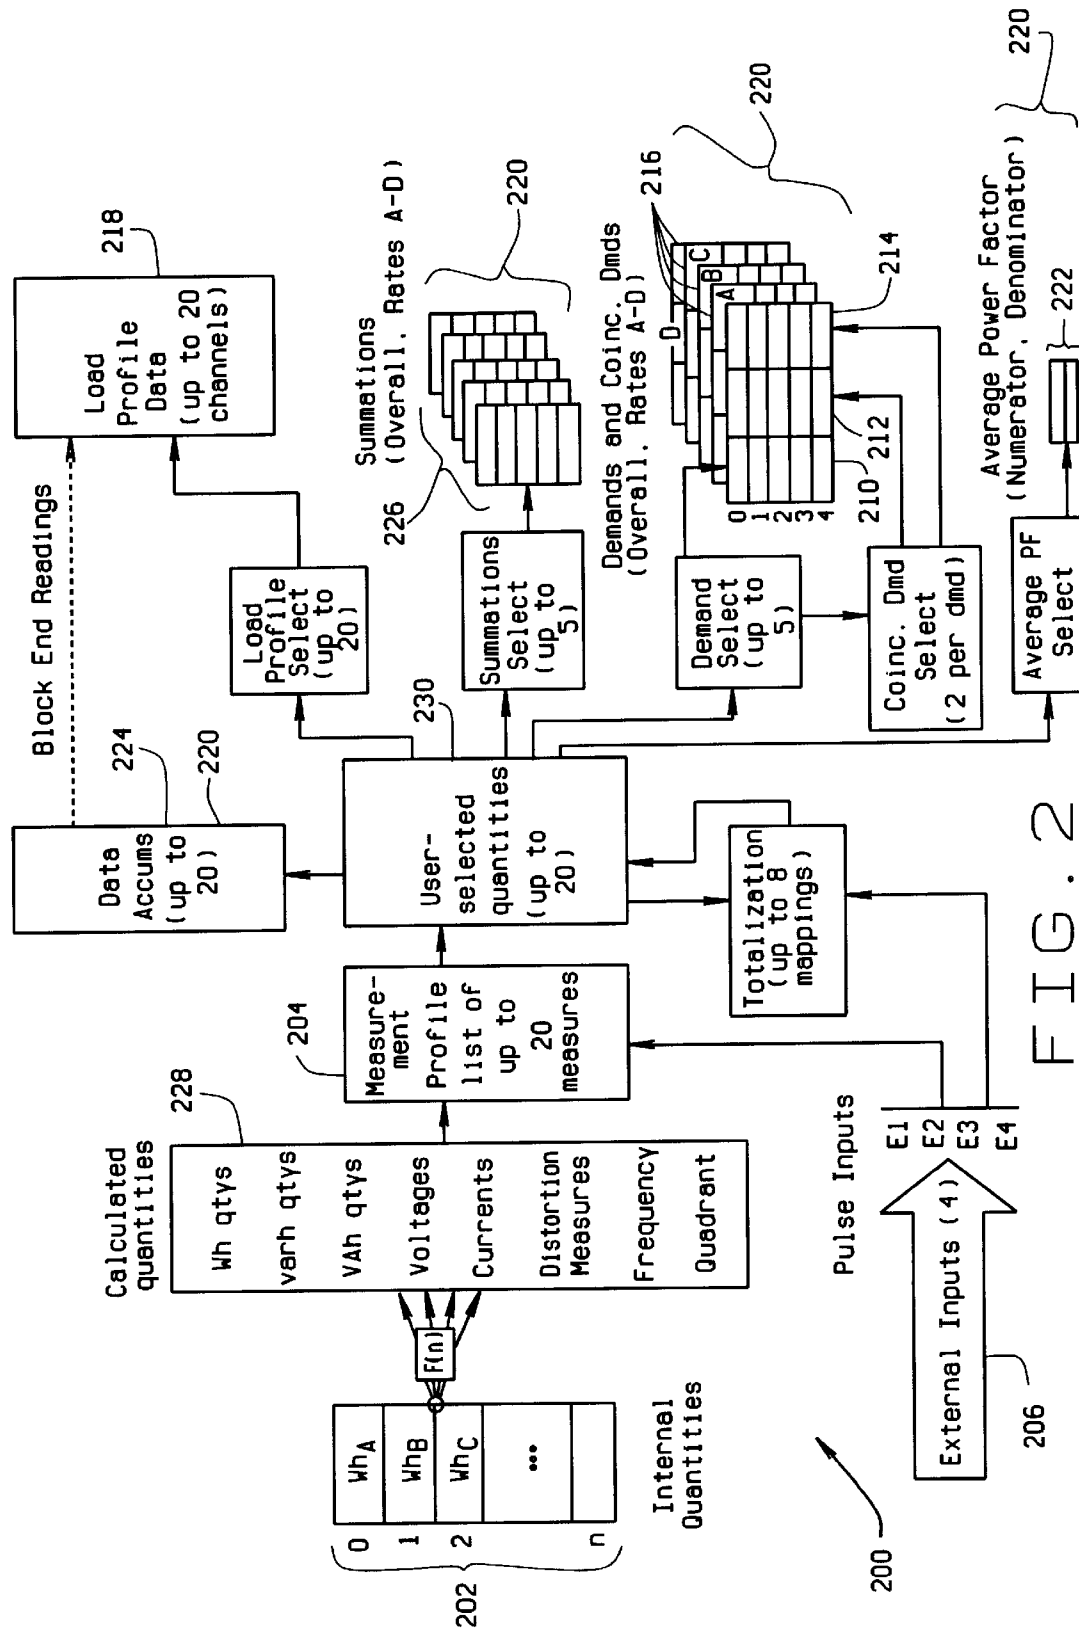 Internal
Quantities
202
0
1
2
n
WhA
WhB
WhC
...
F(n)
Calculated
quantities
228
Wh qtys
varh qtys
VAh qtys
Voltages
Currents
Distortion
Measures
Frequency
Quadrant
204
Measure-
ment
Profile
list of
up to
20
measures
Data
Accums
(up to
20)
224
220
Block End Readings
User-
selected
quantities
(up to
20)
230
Totalization
(up to 8
mappings)
Pulse Inputs
E1
E2
E3
E4
External Inputs (4)
206
200
Load
Profile
Select
(up to
20)
Load
Profile
Data
(up to 20
channels)
218
Summations
Select
(up to
5)
226
Summations
(Overall, Rates A-D)
220
Demand
Select
(up to
5)
Demands and Coinc. Dmds
(Overall, Rates A-D)
216
220
D
C
B
A
0
1
2
3
4
210
212
214
Coinc. Dmd
Select
(2 per dmd)
Average PF
Select
Average Power Factor
(Numerator, Denominator)
222
220
FIG. 2